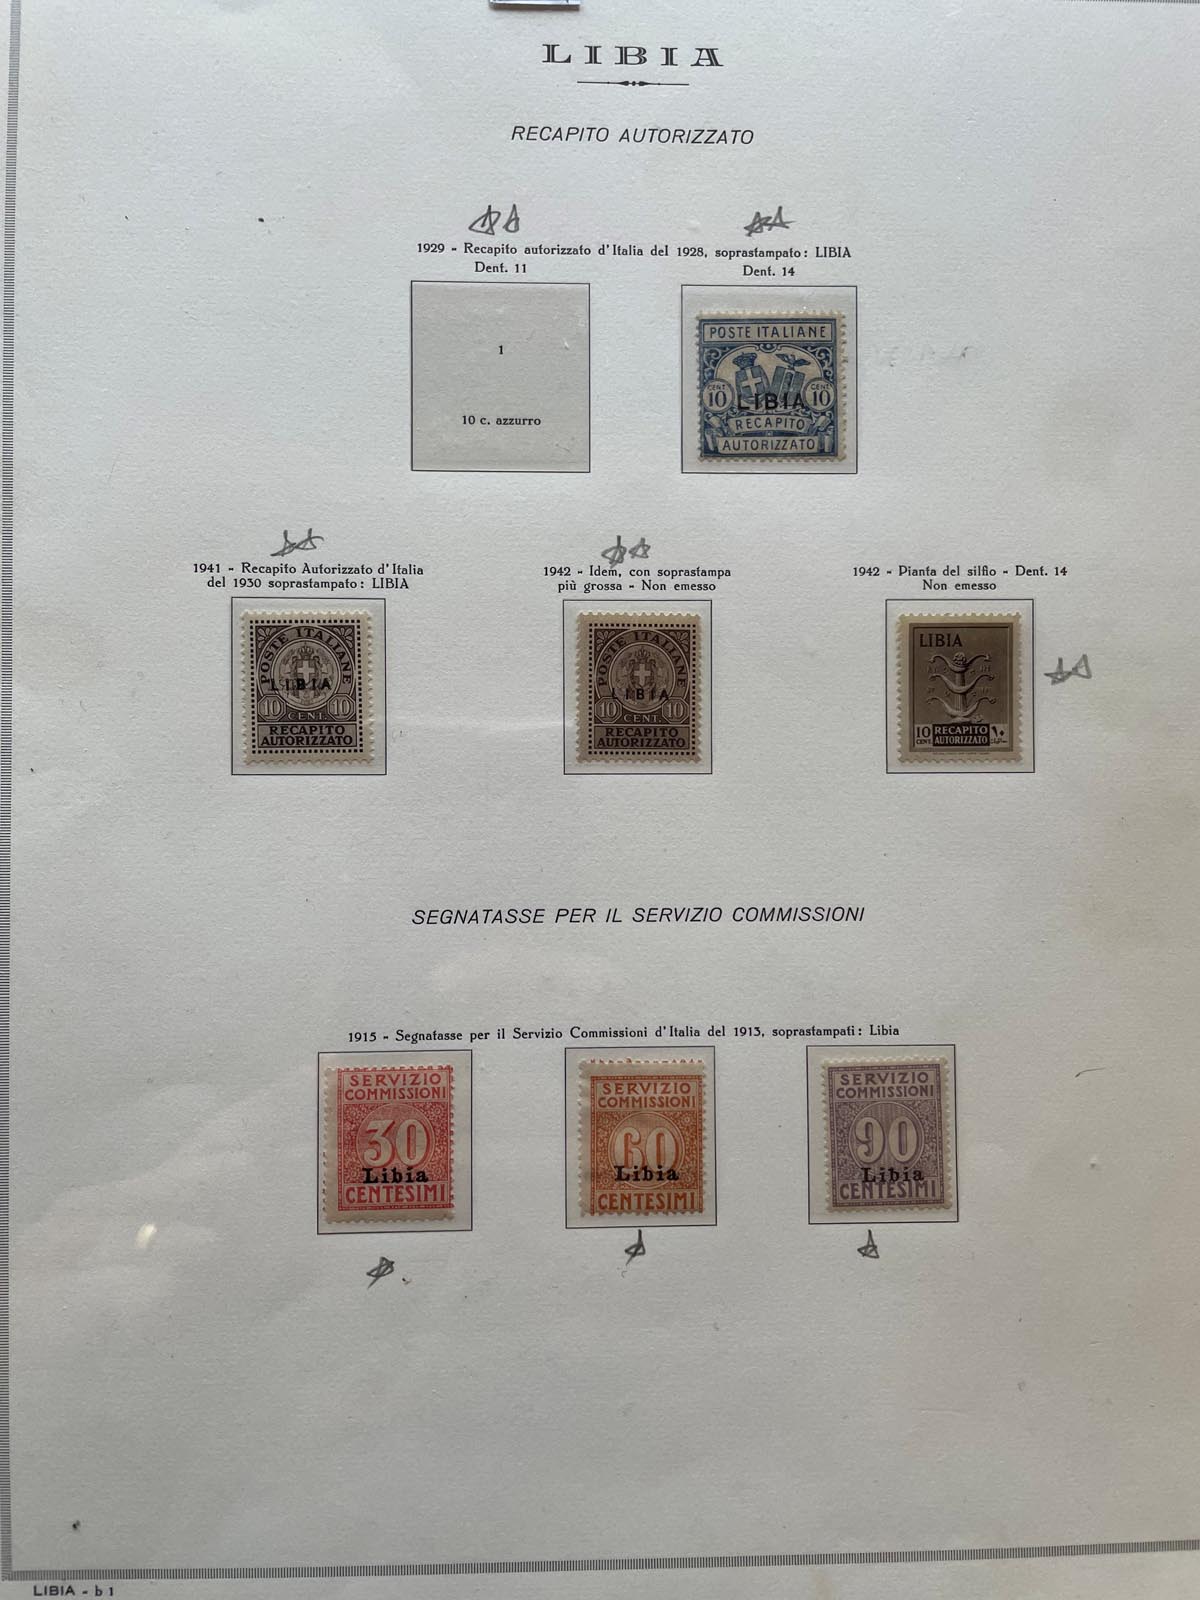 LIBIA
RECAPITO AUTORIZZATO
1929 - Recapito autorizzato d'Italia del 1928, soprastampato: LIBIA
Dent. 11
Dent. 14
1
10 c. azzurro
POSTE ITALIANE
CENT 10
CENT 10
LIBIA
RECAPITO
AUTORIZZATO
1941 - Recapito Autorizzato d'Italia
del 1930 soprastampato: LIBIA
1942 - Idem, con soprastampa
più grossa - Non emesso
1942 - Pianta del silfio - Dent. 14
Non emesso
POSTE ITALIANE
LIBIA
10 CENT. 10
RECAPITO
AUTORIZZATO
POSTE ITALIANE
LIBIA
10 CENT. 10
RECAPITO
AUTORIZZATO
LIBIA
10 CENT.
RECAPITO
AUTORIZZATO
١٠
SEGNATASSE PER IL SERVIZIO COMMISSIONI
1915 - Segnatasse per il Servizio Commissioni d'Italia del 1913, soprastampati: Libia
SERVIZIO
COMMISSIONI
30
Libia
CENTESIMI
SERVIZIO
COMMISSIONI
60
Libia
CENTESIMI
SERVIZIO
COMMISSIONI
90
Libia
CENTESIMI
LIBIA - b 1